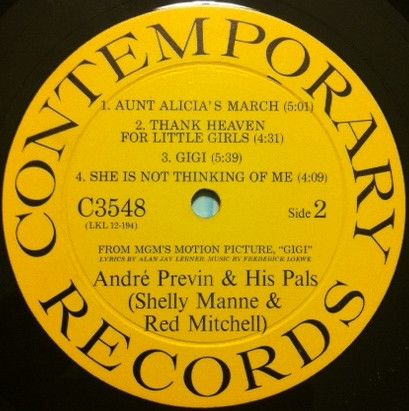 CONTEMPORARY
1. AUNT ALICIA'S MARCH (5:01)
2. THANK HEAVEN
FOR LITTLE GIRLS (4:31)
3. GIGI (5:39)
4. SHE IS NOT THINKING OF ME (4:09)
C3548
(LKL 12-194)
Side 2
FROM MGM'S MOTION PICTURE, "GIGI"
LYRICS BY ALAN JAY LERNER. MUSIC BY FREDERICK LOEWE
André Previn & His Pals
(Shelly Manne &
Red Mitchell)
RECORDS